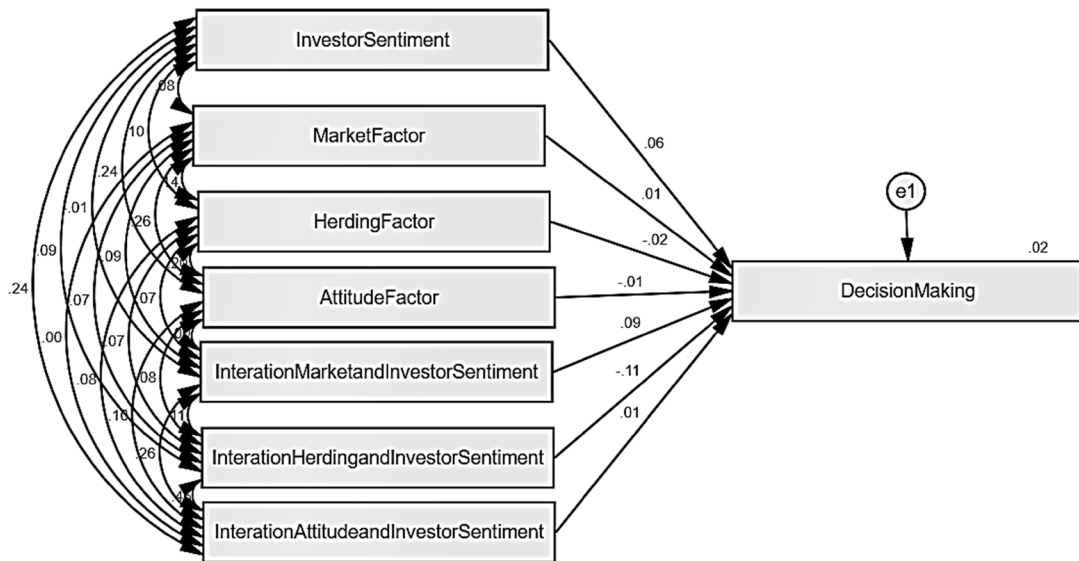 InvestorSentiment
.08
MarketFactor
.10
.06
.24
.01
e1
-.01
.26
HerdingFactor
-.02
.02
.09
.09
AttitudeFactor
-.01
DecisionMaking
.24
.07
.07
.09
.00
.07
InterationMarketandInvestorSentiment
.08
.08
-.11
.10
.11
.01
.26
InterationHerdingandInvestorSentiment
InterationAttitudeandInvestorSentiment